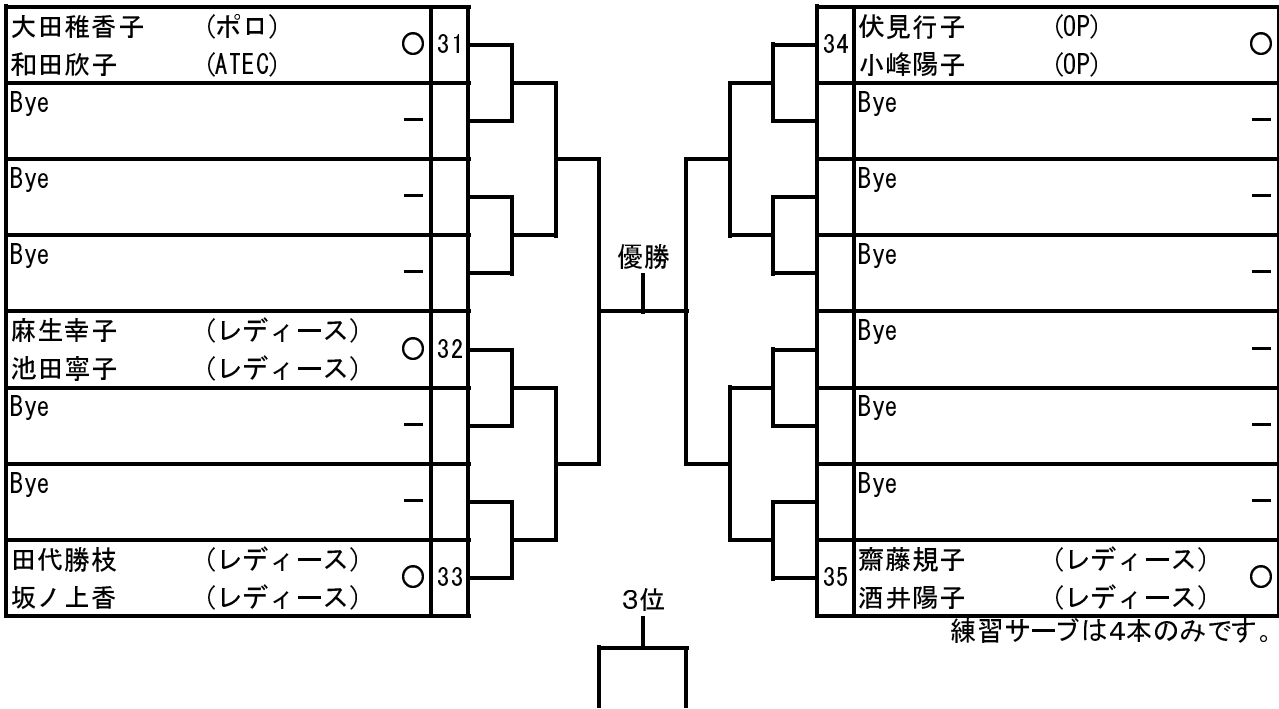 大田稚香子 (ポロ)
和田欣子 (ATEC)
○ 31
Bye
—
Bye
—
Bye
—
麻生幸子 (レディース)
池田寧子 (レディース)
○ 32
Bye
—
Bye
—
田代勝枝 (レディース)
坂ノ上香 (レディース)
○ 33
優勝
3位
34
伏見行子 (OP)
小峰陽子 (OP)
○
Bye
—
Bye
—
Bye
—
Bye
—
Bye
—
Bye
—
35
齋藤規子 (レディース)
酒井陽子 (レディース)
○
練習サーブは4本のみです。